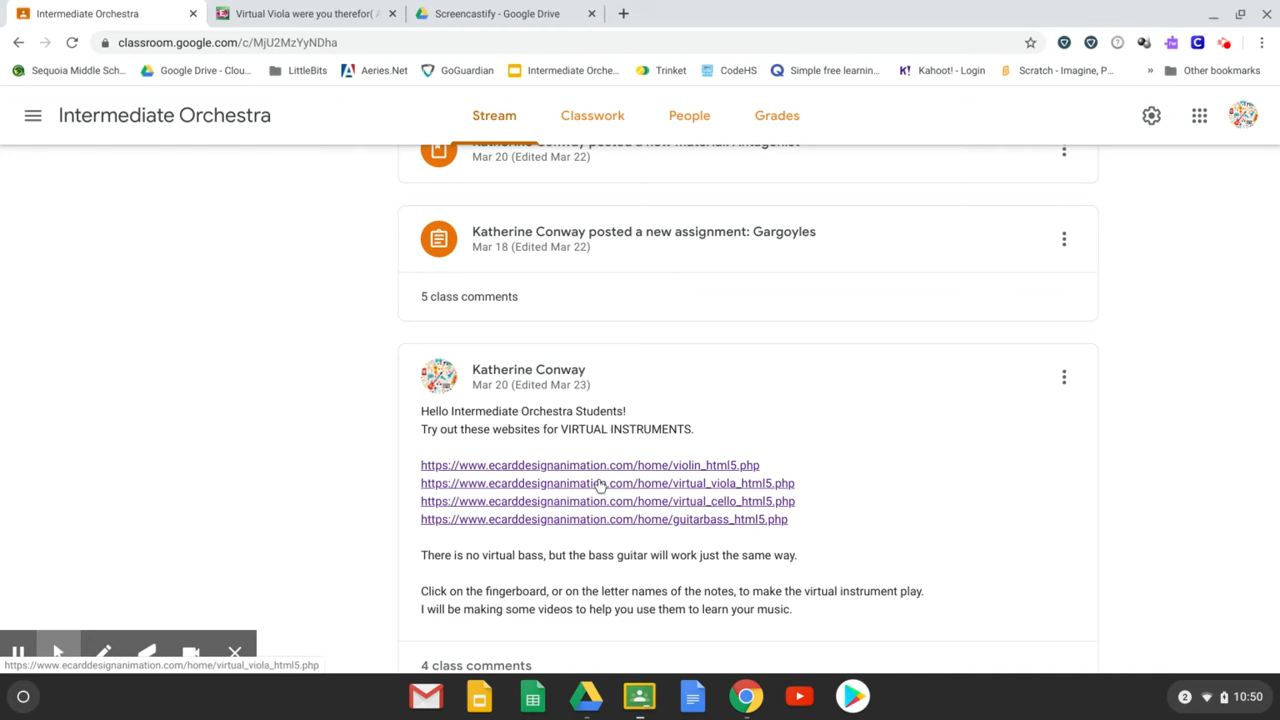 Intermediate Orchestra
Virtual Viola were you therefor( A
Screencastify - Google Drive
classroom.google.com/c/MjU2MzYyNDha
Sequoia Middle Sch...
Google Drive - Clou...
LittleBits
Aeries.Net
GoGuardian
Intermediate Orche...
Trinket
CodeHS
Simple free learnin...
Kahoot! - Login
Scratch - Imagine, P...
» Other bookmarks
Intermediate Orchestra
Stream
Classwork
People
Grades
Katherine Conway posted a new material: Antagonist
Mar 20 (Edited Mar 22)
Katherine Conway posted a new assignment: Gargoyles
Mar 18 (Edited Mar 22)
5 class comments
Katherine Conway
Mar 20 (Edited Mar 23)
Hello Intermediate Orchestra Students!
Try out these websites for VIRTUAL INSTRUMENTS.
https://www.ecarddesignanimation.com/home/violin_html5.php
https://www.ecarddesignanimation.com/home/virtual_viola_html5.php
https://www.ecarddesignanimation.com/home/virtual_cello_html5.php
https://www.ecarddesignanimation.com/home/guitarbass_html5.php
There is no virtual bass, but the bass guitar will work just the same way.
Click on the fingerboard, or on the letter names of the notes, to make the virtual instrument play.
I will be making some videos to help you use them to learn your music.
4 class comments
https://www.ecarddesignanimation.com/home/virtual_viola_html5.php
2
10:50